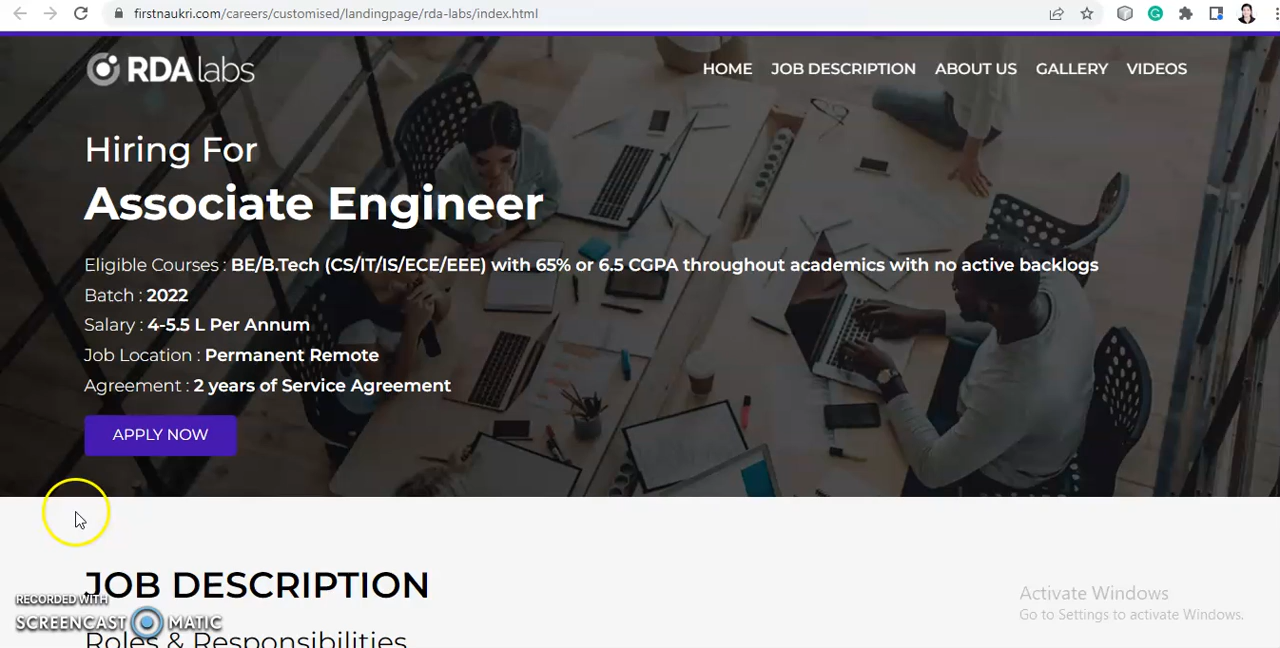 firstnaukri.com/careers/customised/landingpage/rda-labs/index.html
RDA labs
HOME JOB DESCRIPTION ABOUT US GALLERY VIDEOS
Hiring For
Associate Engineer
Eligible Courses : BE/B.Tech (CS/IT/IS/ECE/EEE) with 65% or 6.5 CGPA throughout academics with no active backlogs
Batch : 2022
Salary : 4-5.5 L Per Annum
Job Location : Permanent Remote
Agreement : 2 years of Service Agreement
APPLY NOW
JOB DESCRIPTION
Roles & Responsibilities
RECORDED WITH
SCREENCAST MATIC
Activate Windows
Go to Settings to activate Windows.